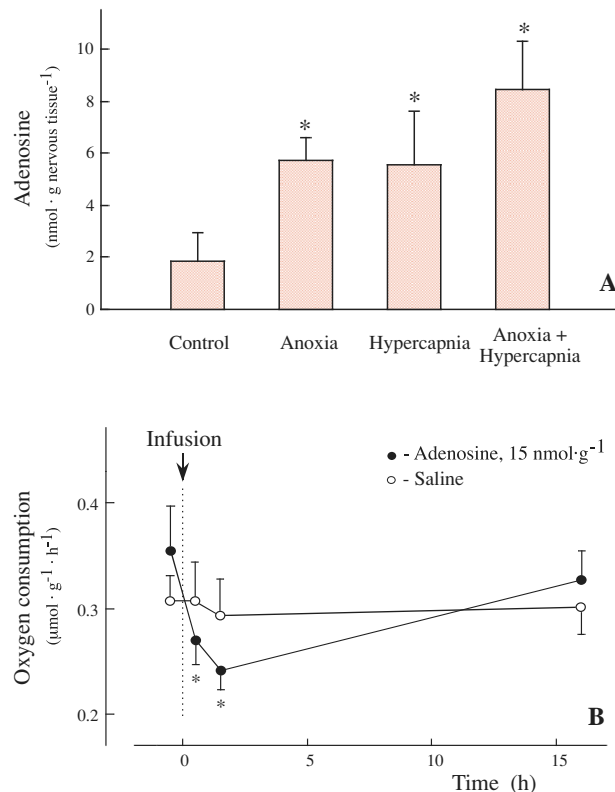 10
8
6
4
2
0
Adenosine
(nmol · g nervous tissue-1)
*
*
*
A
Control
Anoxia
Hypercapnia
Anoxia +
Hypercapnia
Infusion
- Adenosine, 15 nmol·g-1
- Saline
0.4
0.3
0.2
Oxygen consumption
(μmol · g-1 · h-1)
*
*
B
0
5
10
15
Time (h)